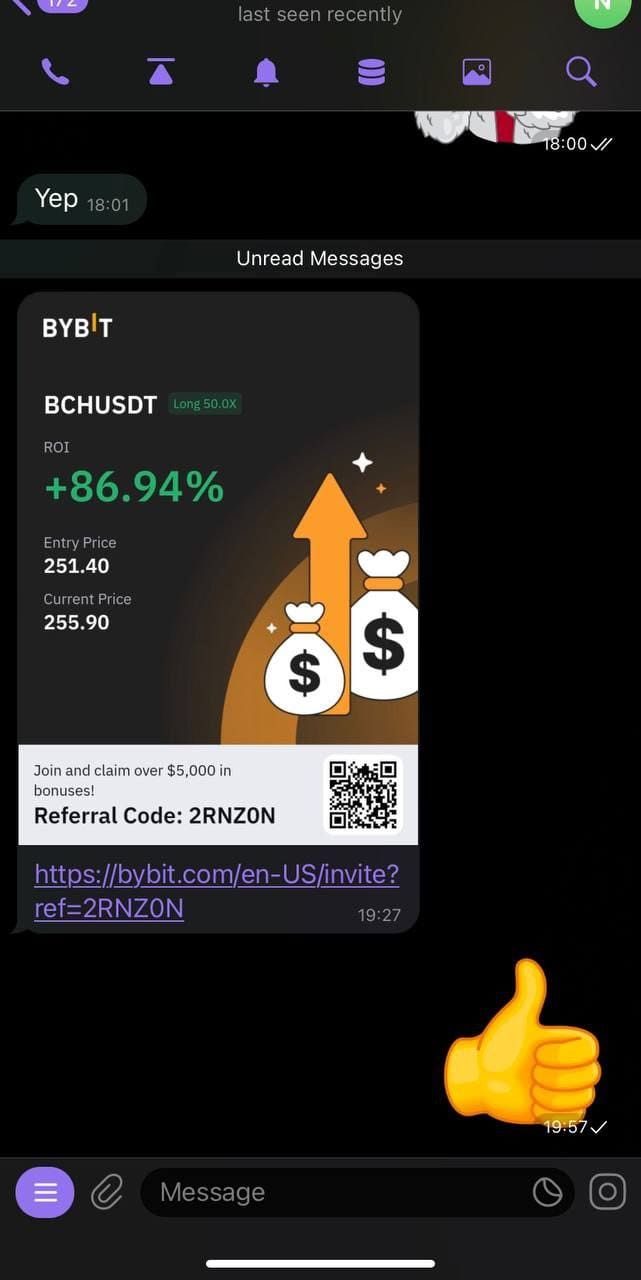 172
last seen recently
N
18:00
Yep 18:01
Unread Messages
BYBIT
BCHUSDT Long 50.0X
ROI
+86.94%
Entry Price
251.40
Current Price
255.90
$ $
Join and claim over $5,000 in
bonuses!
Referral Code: 2RNZ0N
https://bybit.com/en-US/invite?
ref=2RNZ0N 19:27
19:57
Message